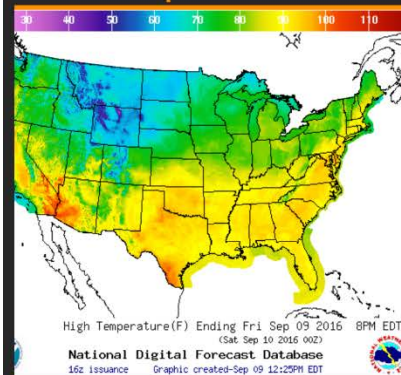 30 40 50 60 70 80 90 100 110
High Temperature(F) Ending Fri Sep 09 2016 8PM EDT
(Sat Sep 10 2016 00Z)
National Digital Forecast Database
16z issuance Graphic created-Sep 09 12:25PM EDT